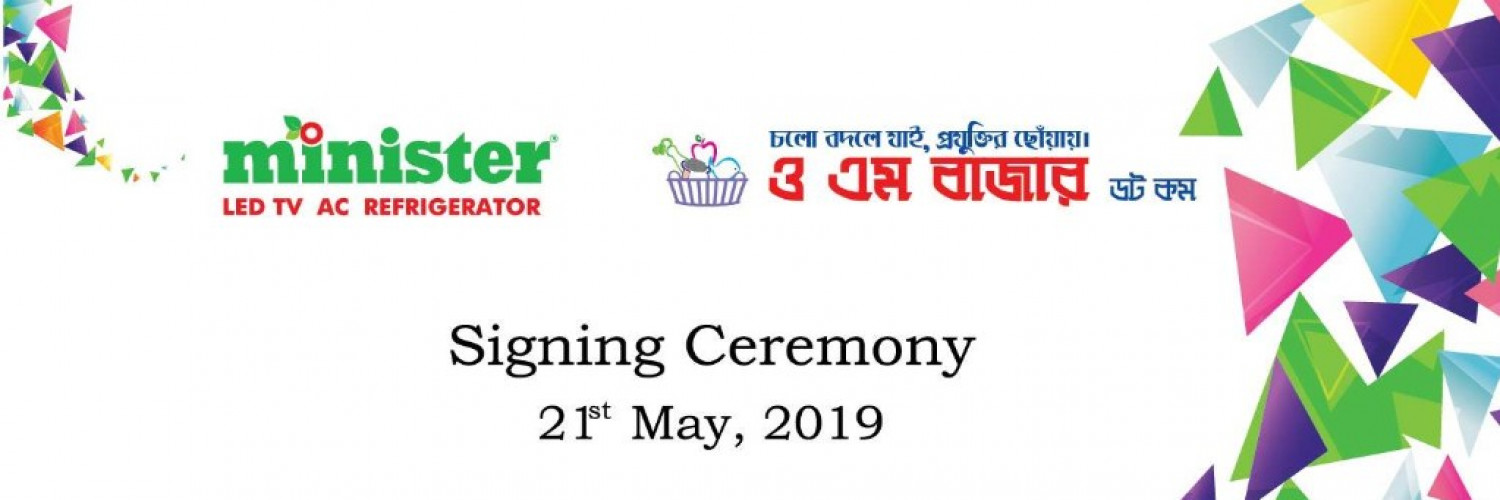 minister®
LED TV AC REFRIGERATOR
চলো বদলে যাই, প্রযুক্তির ছোঁয়ায়।
ও এম বাজার ডট কম
Signing Ceremony
21st May, 2019